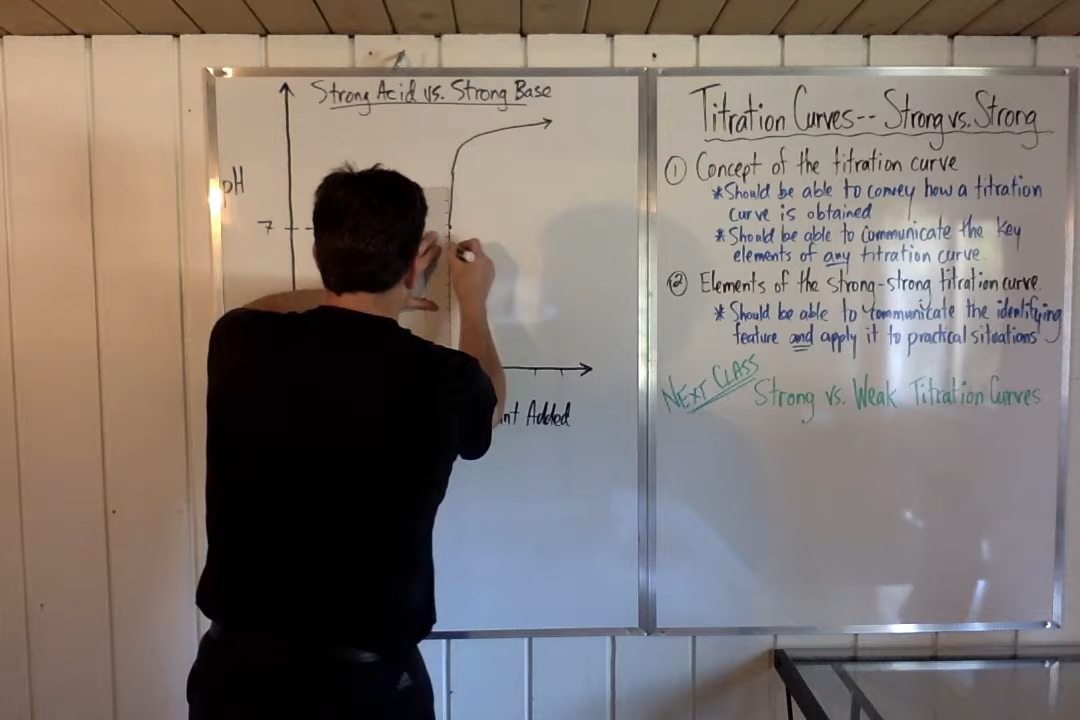 Strong Acid vs. Strong Base
pH
7
Added
Titration Curves-- Strong vs. Strong
① Concept of the titration curve
*Should be able to convey how a titration
curve is obtained
*Should be able to communicate the key
elements of any titration curve
② Elements of the strong-strong titration curve.
*Should be able to communicate the identifying
feature and apply it to practical situations
NEXT CLASS Strong vs. Weak Titration Curves